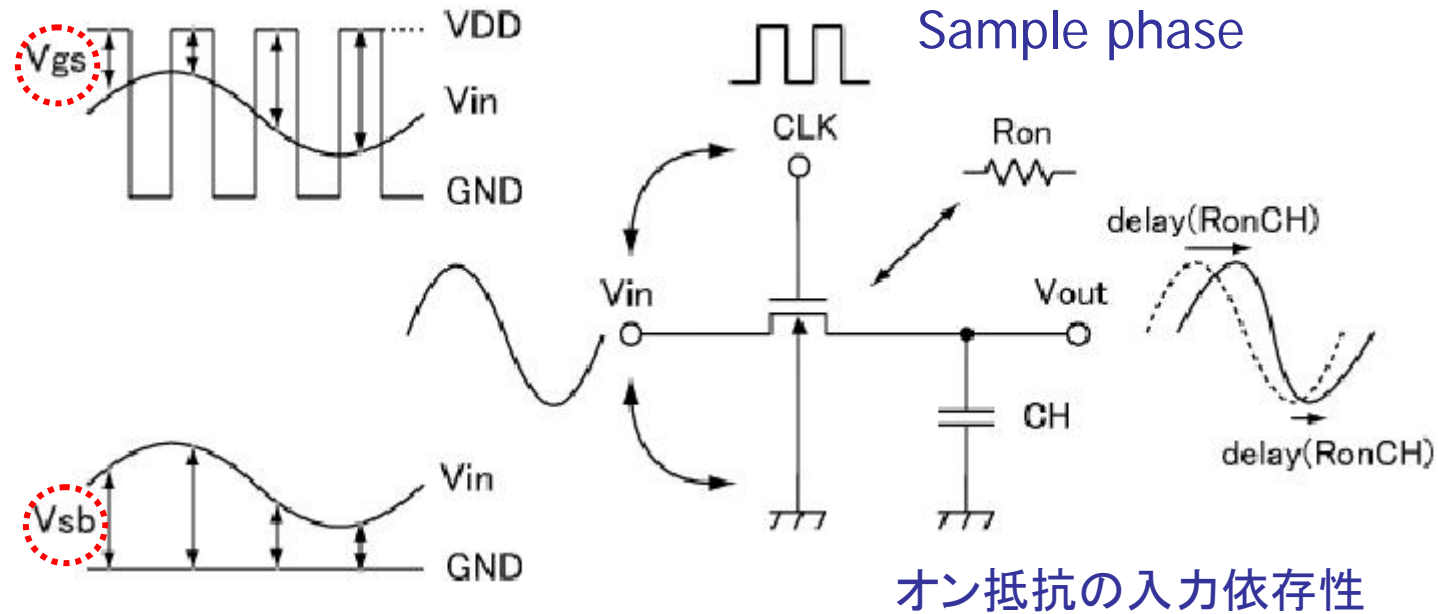 Sample phase
VDD
Vgs
Vin
GND
CLK
Ron
delay(RonCH)
Vin
Vout
CH
delay(RonCH)
Vin
Vsb
GND
オン抵抗の入力依存性